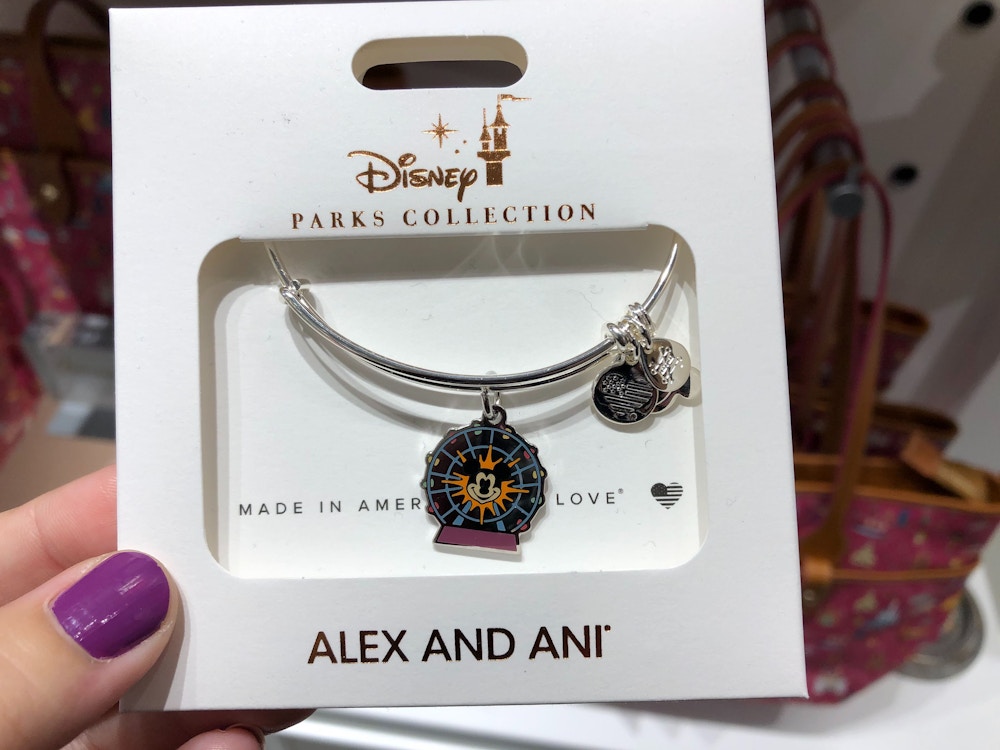 Disney
PARKS COLLECTION
MADE IN AMER LOVE®
ALEX AND ANI